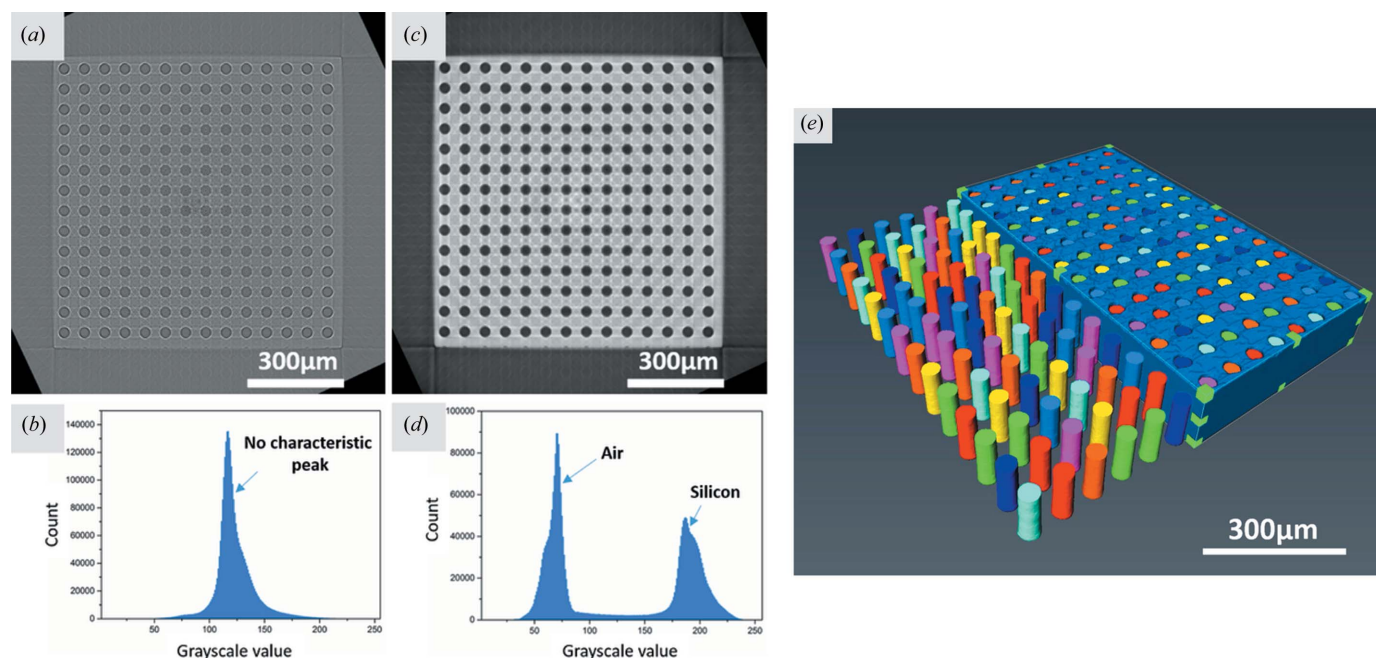 (a)
300µm
(c)
300µm
(b)
Count
140000
120000
100000
80000
60000
40000
20000
0
50
100
150
200
250
Grayscale value
No characteristic
peak
(d)
Count
100000
80000
60000
40000
20000
0
50
100
150
200
250
Grayscale value
Air
Silicon
(e)
300µm